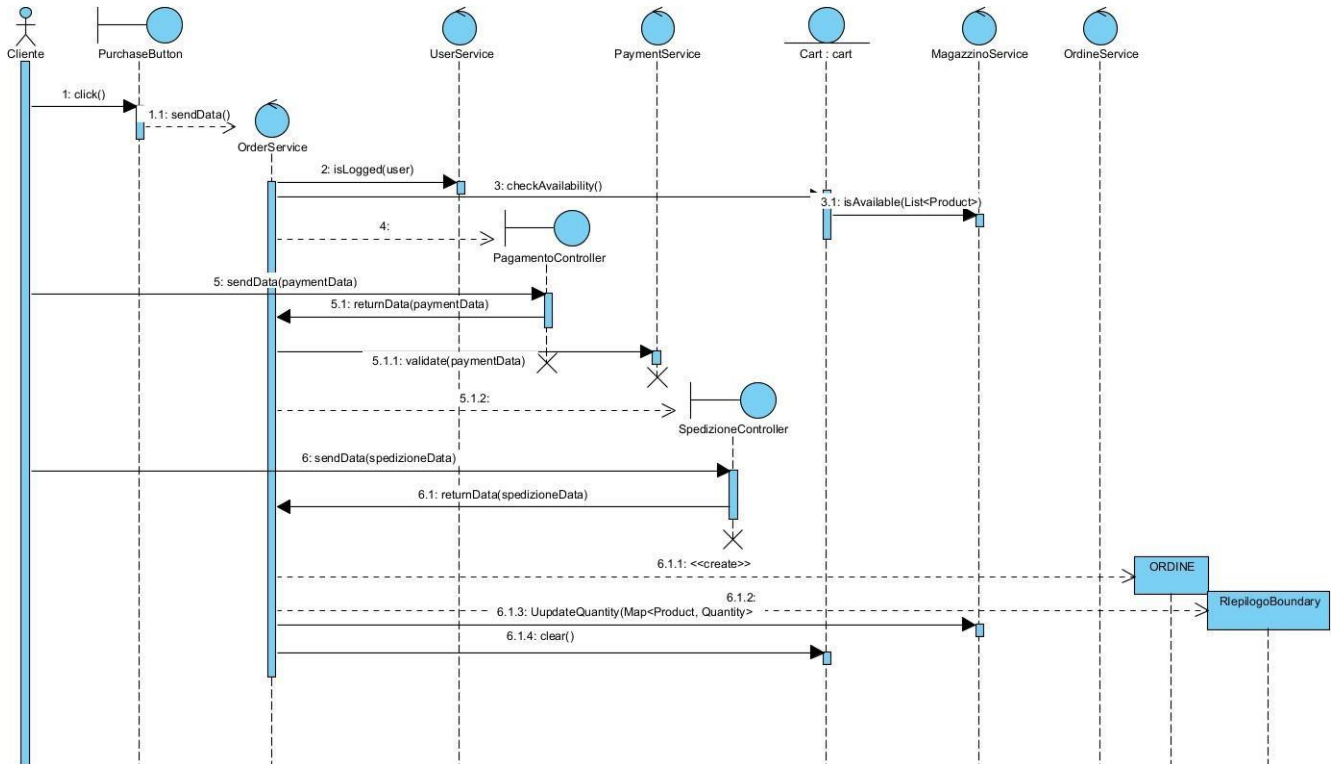 Cliente
PurchaseButton
UserService
PaymentService
Cart : cart
MagazzinoService
OrdineService
1: click()
1.1: sendData()
OrderService
2: isLogged(user)
3: checkAvailability()
3.1: isAvailable(List<Product>)
4:
PagamentoController
5: sendData(paymentData)
5.1: returnData(paymentData)
5.1.1: validate(paymentData)
5.1.2:
SpedizioneController
6: sendData(spedizioneData)
6.1: returnData(spedizioneData)
6.1.1: <<create>>
ORDINE
6.1.2:
RIepilogoBoundary
6.1.3: UupdateQuantity(Map<Product, Quantity>
6.1.4: clear()